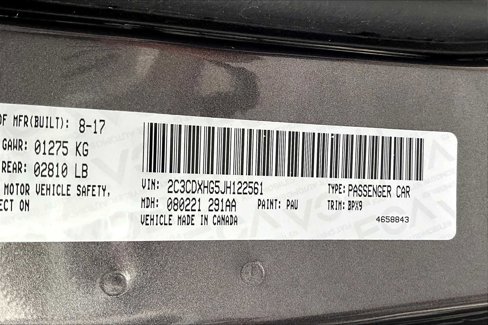 OF MFR(BUILT): 8-17
GAWR: 01275 KG
REAR: 02810 LB
MOTOR VEHICLE SAFETY,
ECT ON
VIN: 2C3CDXHG5JH122561 TYPE: PASSENGER CAR
MDH: 080221 291AA PAINT: PAU TRIM: BPX9
VEHICLE MADE IN CANADA 4658843